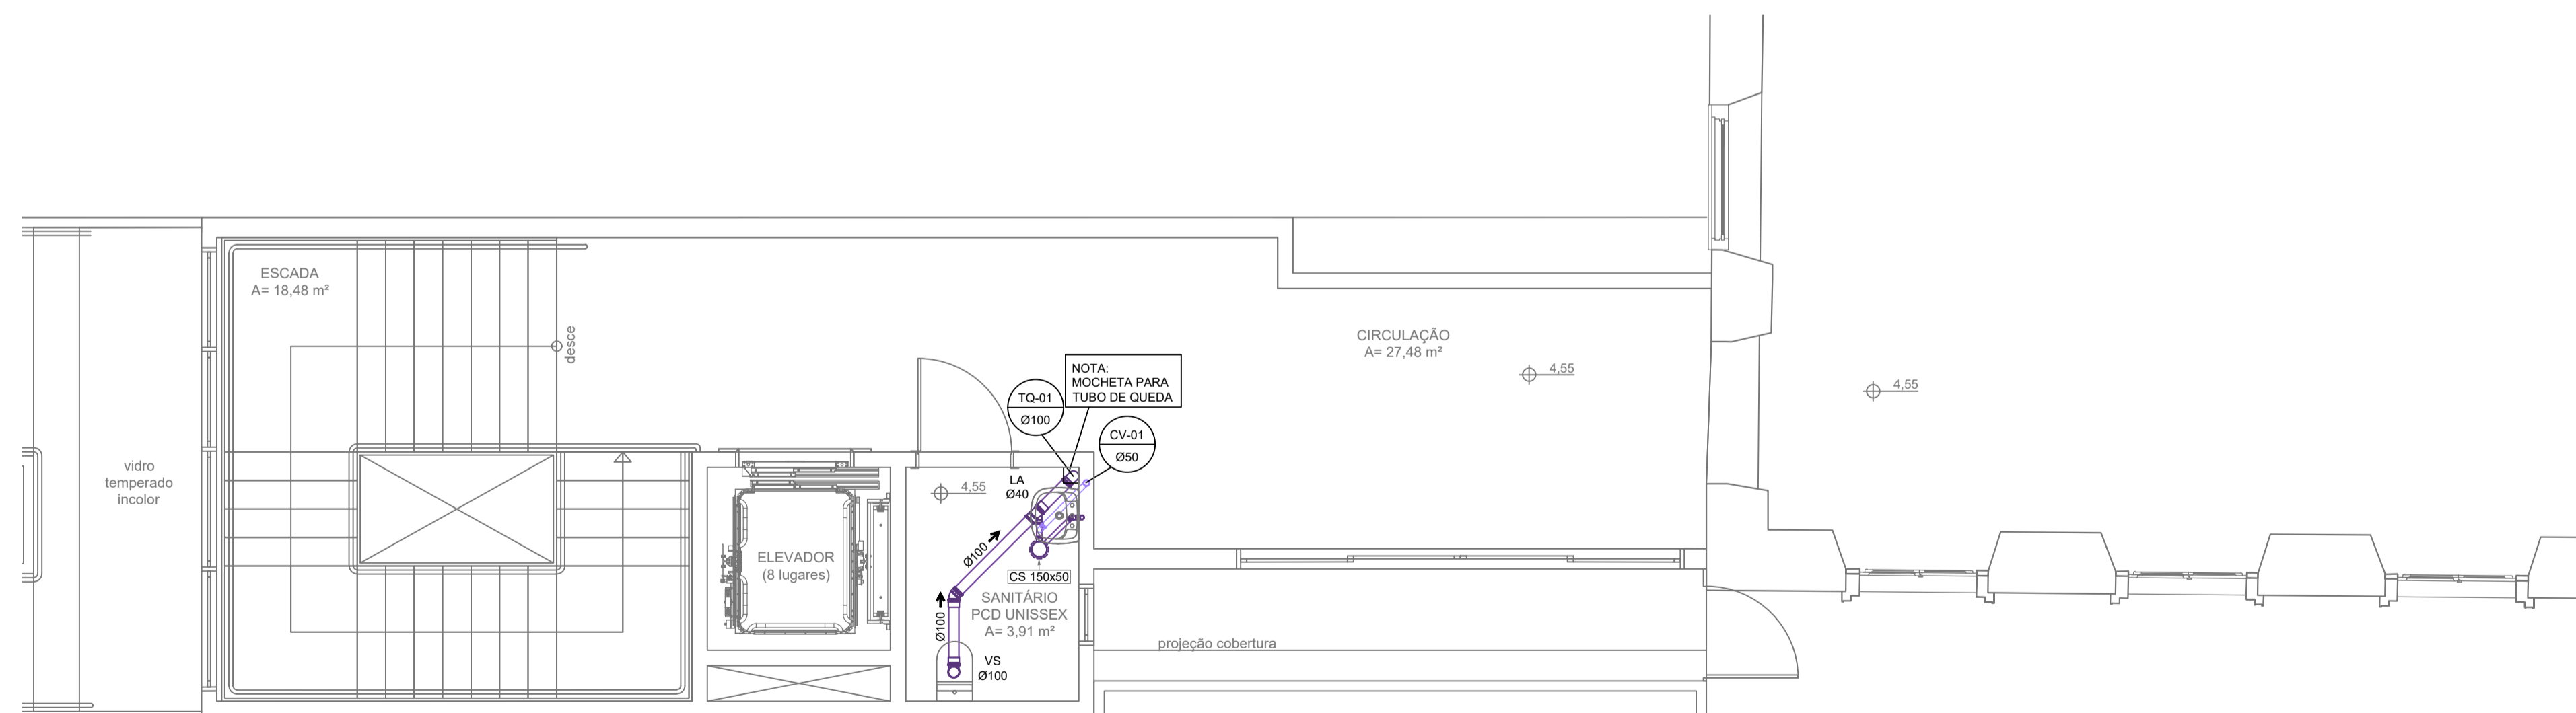 ESCADA
A= 18,48 m²
desce
vidro
temperado
incolor
ELEVADOR
(8 lugares)
4,55
NOTA:
MOCHETA PARA
TUBO DE QUEDA
TQ-01
Ø100
CV-01
Ø50
LA
Ø40
Ø100
CS 150x50
Ø100
SANITÁRIO
PCD UNISSEX
A= 3,91 m²
VS
Ø100
CIRCULAÇÃO
A= 27,48 m²
4,55
4,55
projeção cobertura